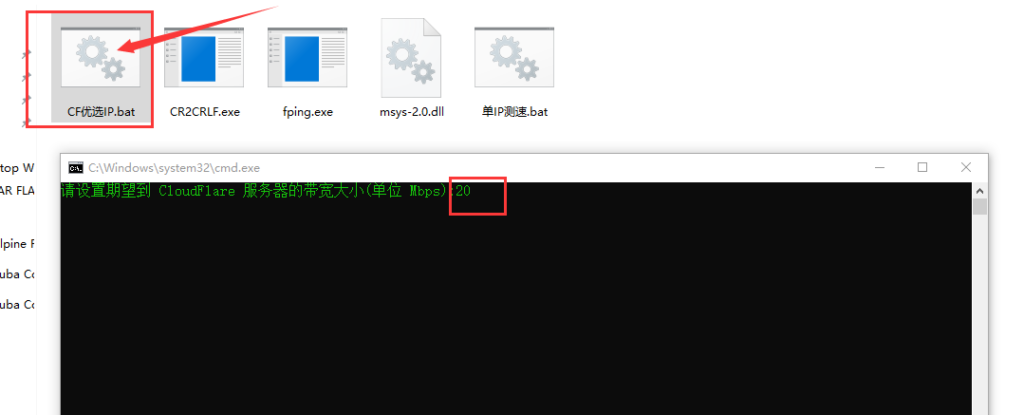 CF优选IP.bat
CR2CRLF.exe
fping.exe
msys-2.0.dll
单IP测速.bat
top W
AR FLA
lpine F
uba Co
uba Co
C:\Windows\system32\cmd.exe
请设置期望到 CloudFlare 服务器的带宽大小(单位 Mbps):20